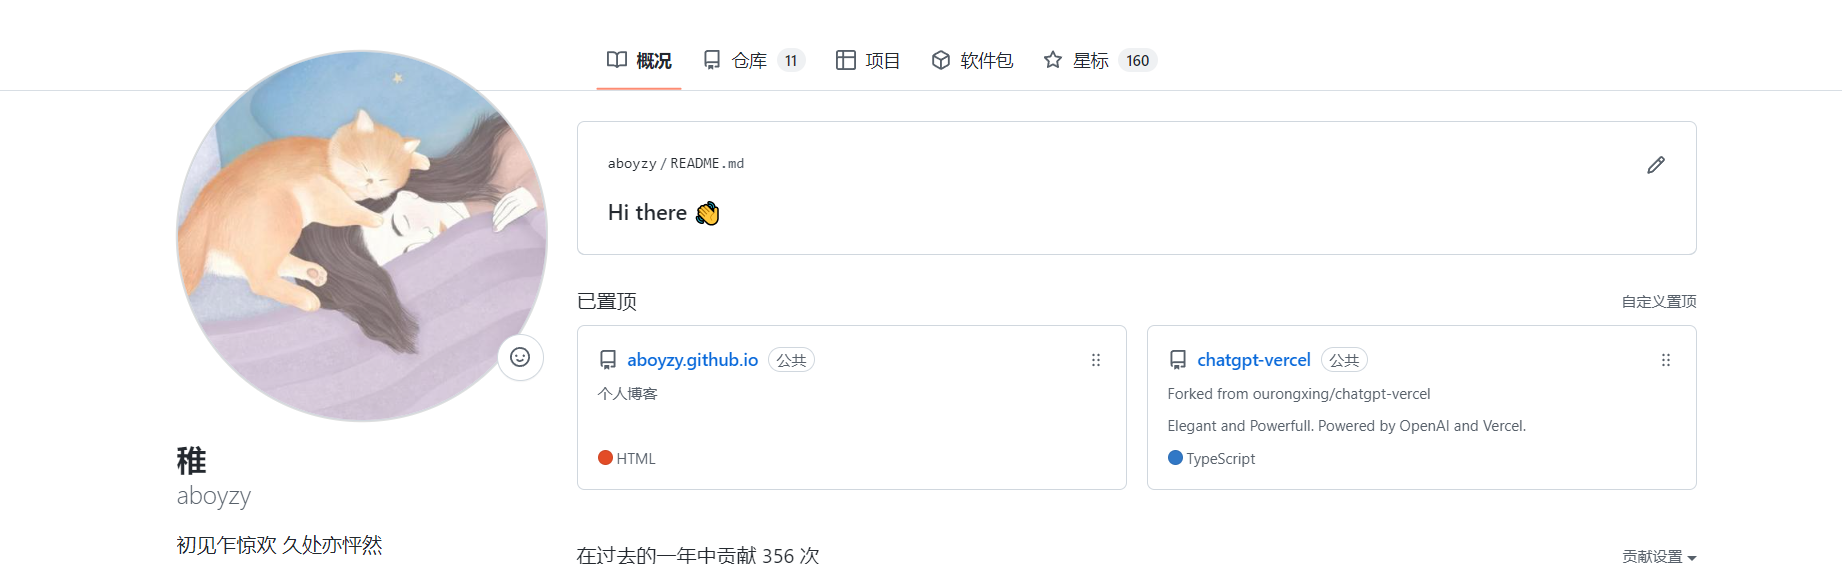 概况 仓库 11 项目 软件包 星标 160
aboyzy / README.md
Hi there 👋
已置顶 自定义置顶
aboyzy.github.io 公共
个人博客
HTML
chatgpt-vercel 公共
Forked from ourongxing/chatgpt-vercel
Elegant and Powerfull. Powered by OpenAI and Vercel.
TypeScript
稚
aboyzy
初见乍惊欢 久处亦怦然
在过去的一年中贡献 356 次 贡献设置